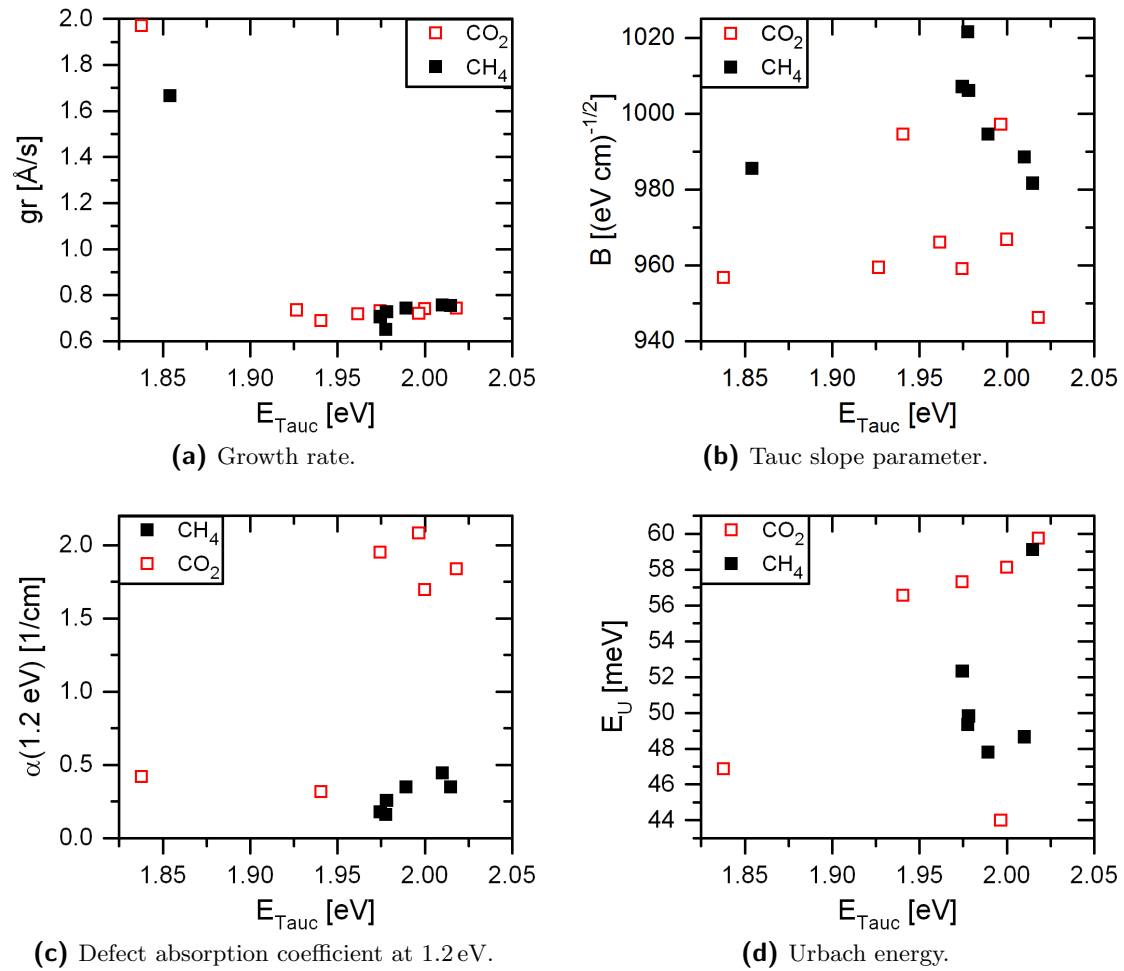 2.0
1.8
1.6
1.4
1.2
1.0
0.8
0.6
gr [Å/s]
CO2
CH4
1.85 1.90 1.95 2.00 2.05
E_Tauc [eV]
(a) Growth rate.
1020
1000
980
960
940
B [(eV cm)^-1/2]
CO2
CH4
1.85 1.90 1.95 2.00 2.05
E_Tauc [eV]
(b) Tauc slope parameter.
2.0
1.5
1.0
0.5
0.0
α(1.2 eV) [1/cm]
CH4
CO2
1.85 1.90 1.95 2.00 2.05
E_Tauc [eV]
(c) Defect absorption coefficient at 1.2 eV.
60
58
56
54
52
50
48
46
44
E_U [meV]
CO2
CH4
1.85 1.90 1.95 2.00 2.05
E_Tauc [eV]
(d) Urbach energy.